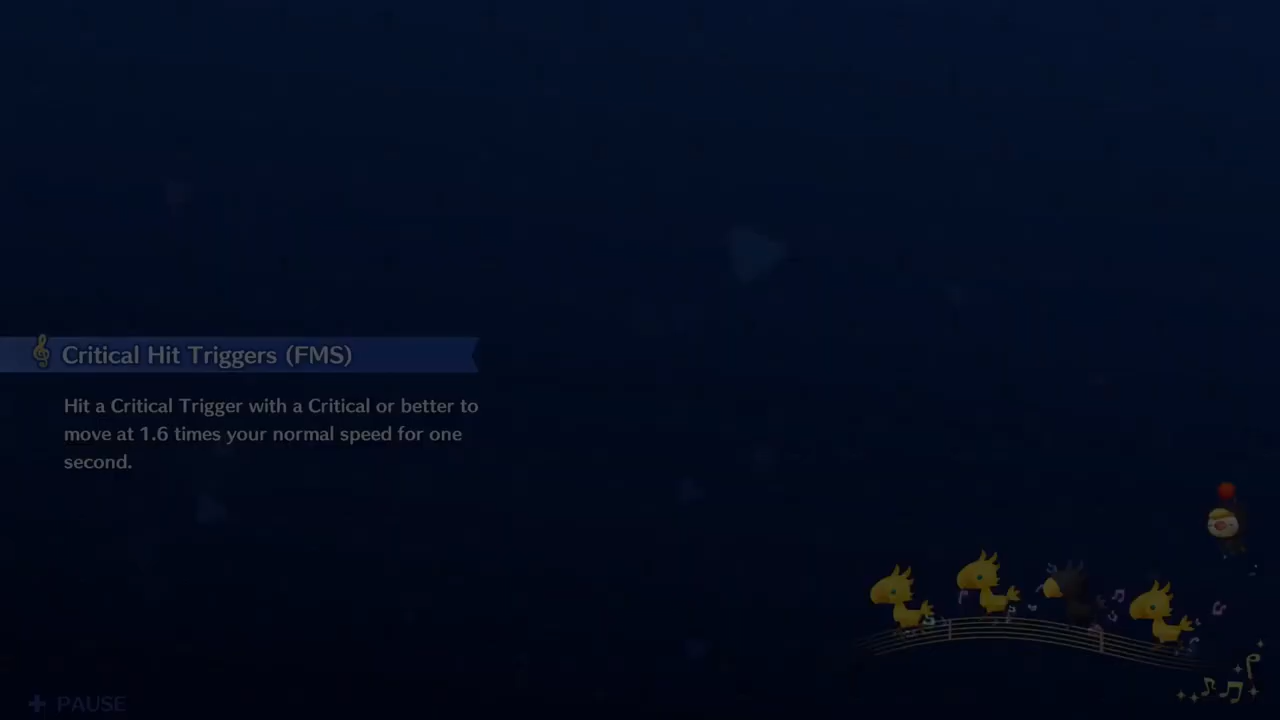 Critical Hit Triggers (FMS)
Hit a Critical Trigger with a Critical or better to
move at 1.6 times your normal speed for one
second.
PAUSE